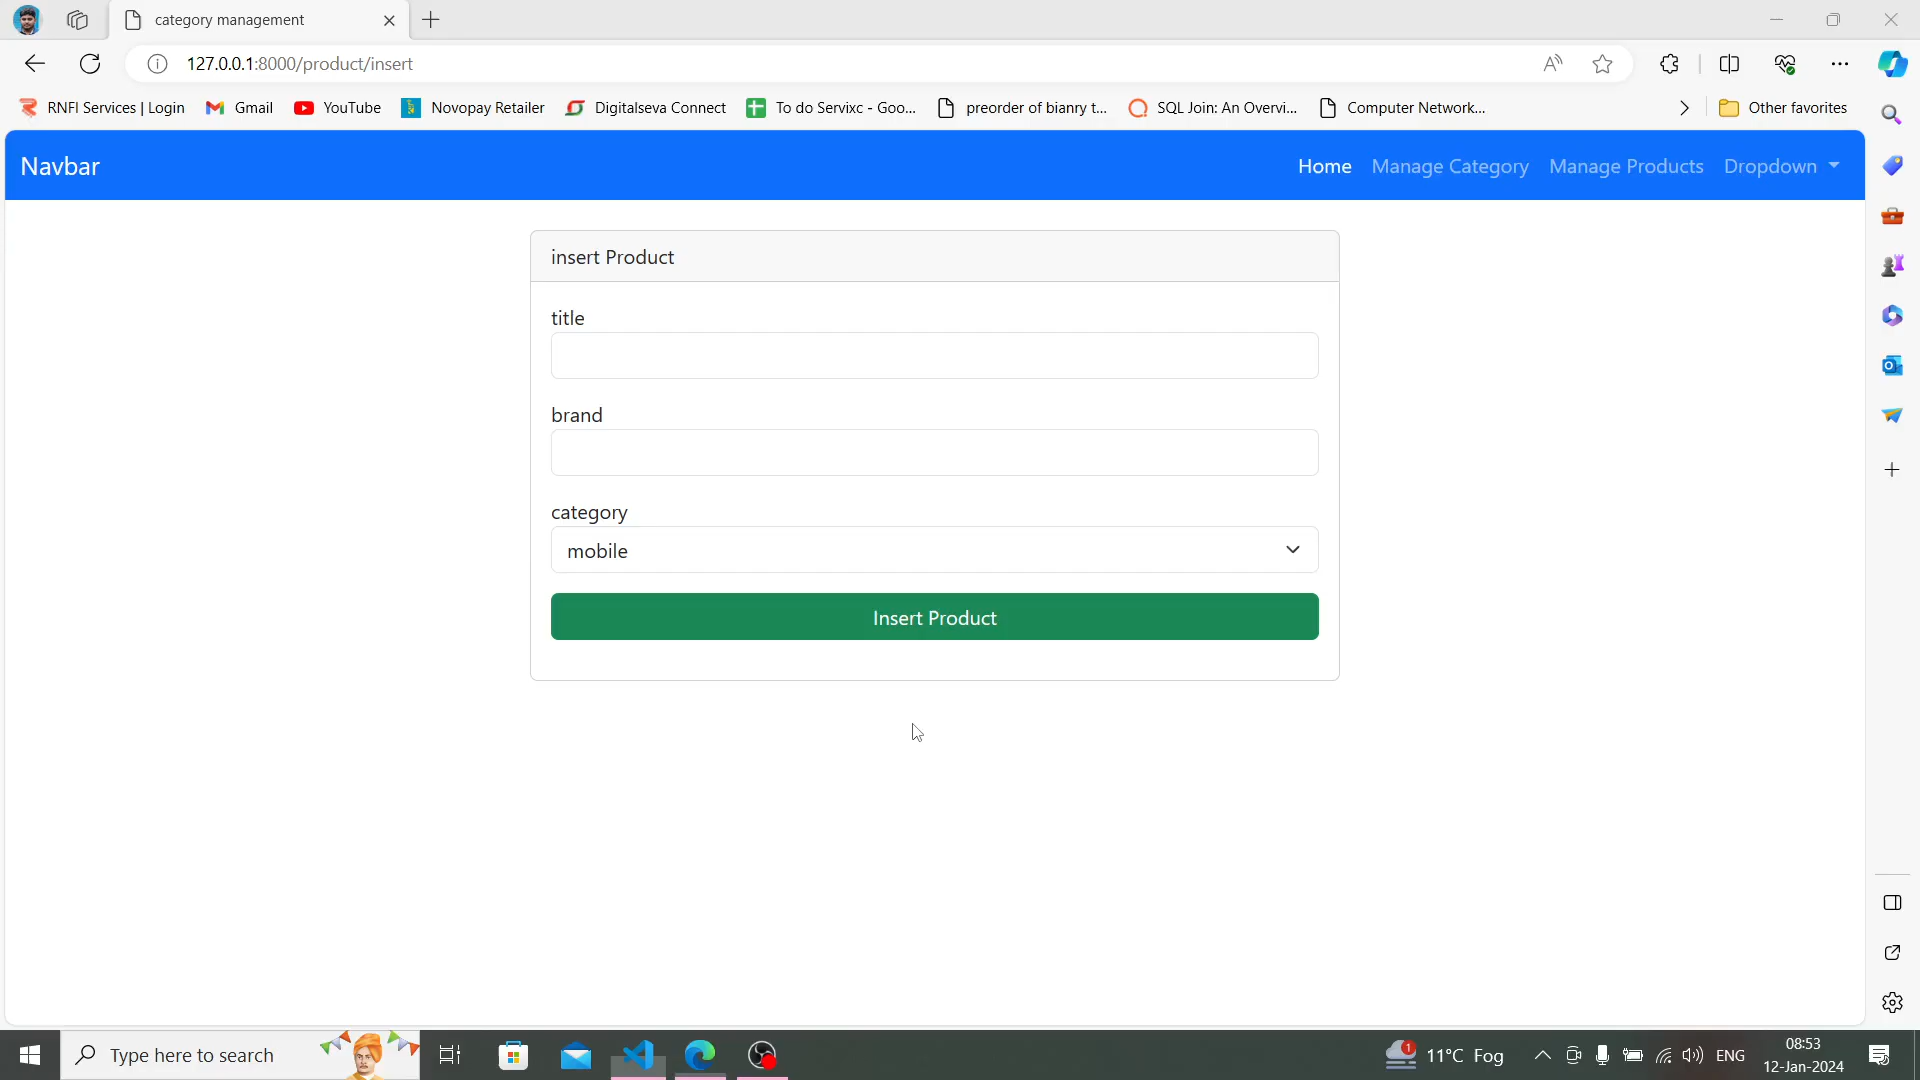 category management
127.0.0.1:8000/product/insert
RNFI Services | Login
Gmail
YouTube
Novopay Retailer
Digitalseva Connect
To do Servixc - Goo...
preorder of bianry t...
SQL Join: An Overvi...
Computer Network...
Other favorites
Navbar
Home
Manage Category
Manage Products
Dropdown
insert Product
title
brand
category
mobile
Insert Product
Type here to search
1
11°C Fog
ENG
08:53
12-Jan-2024